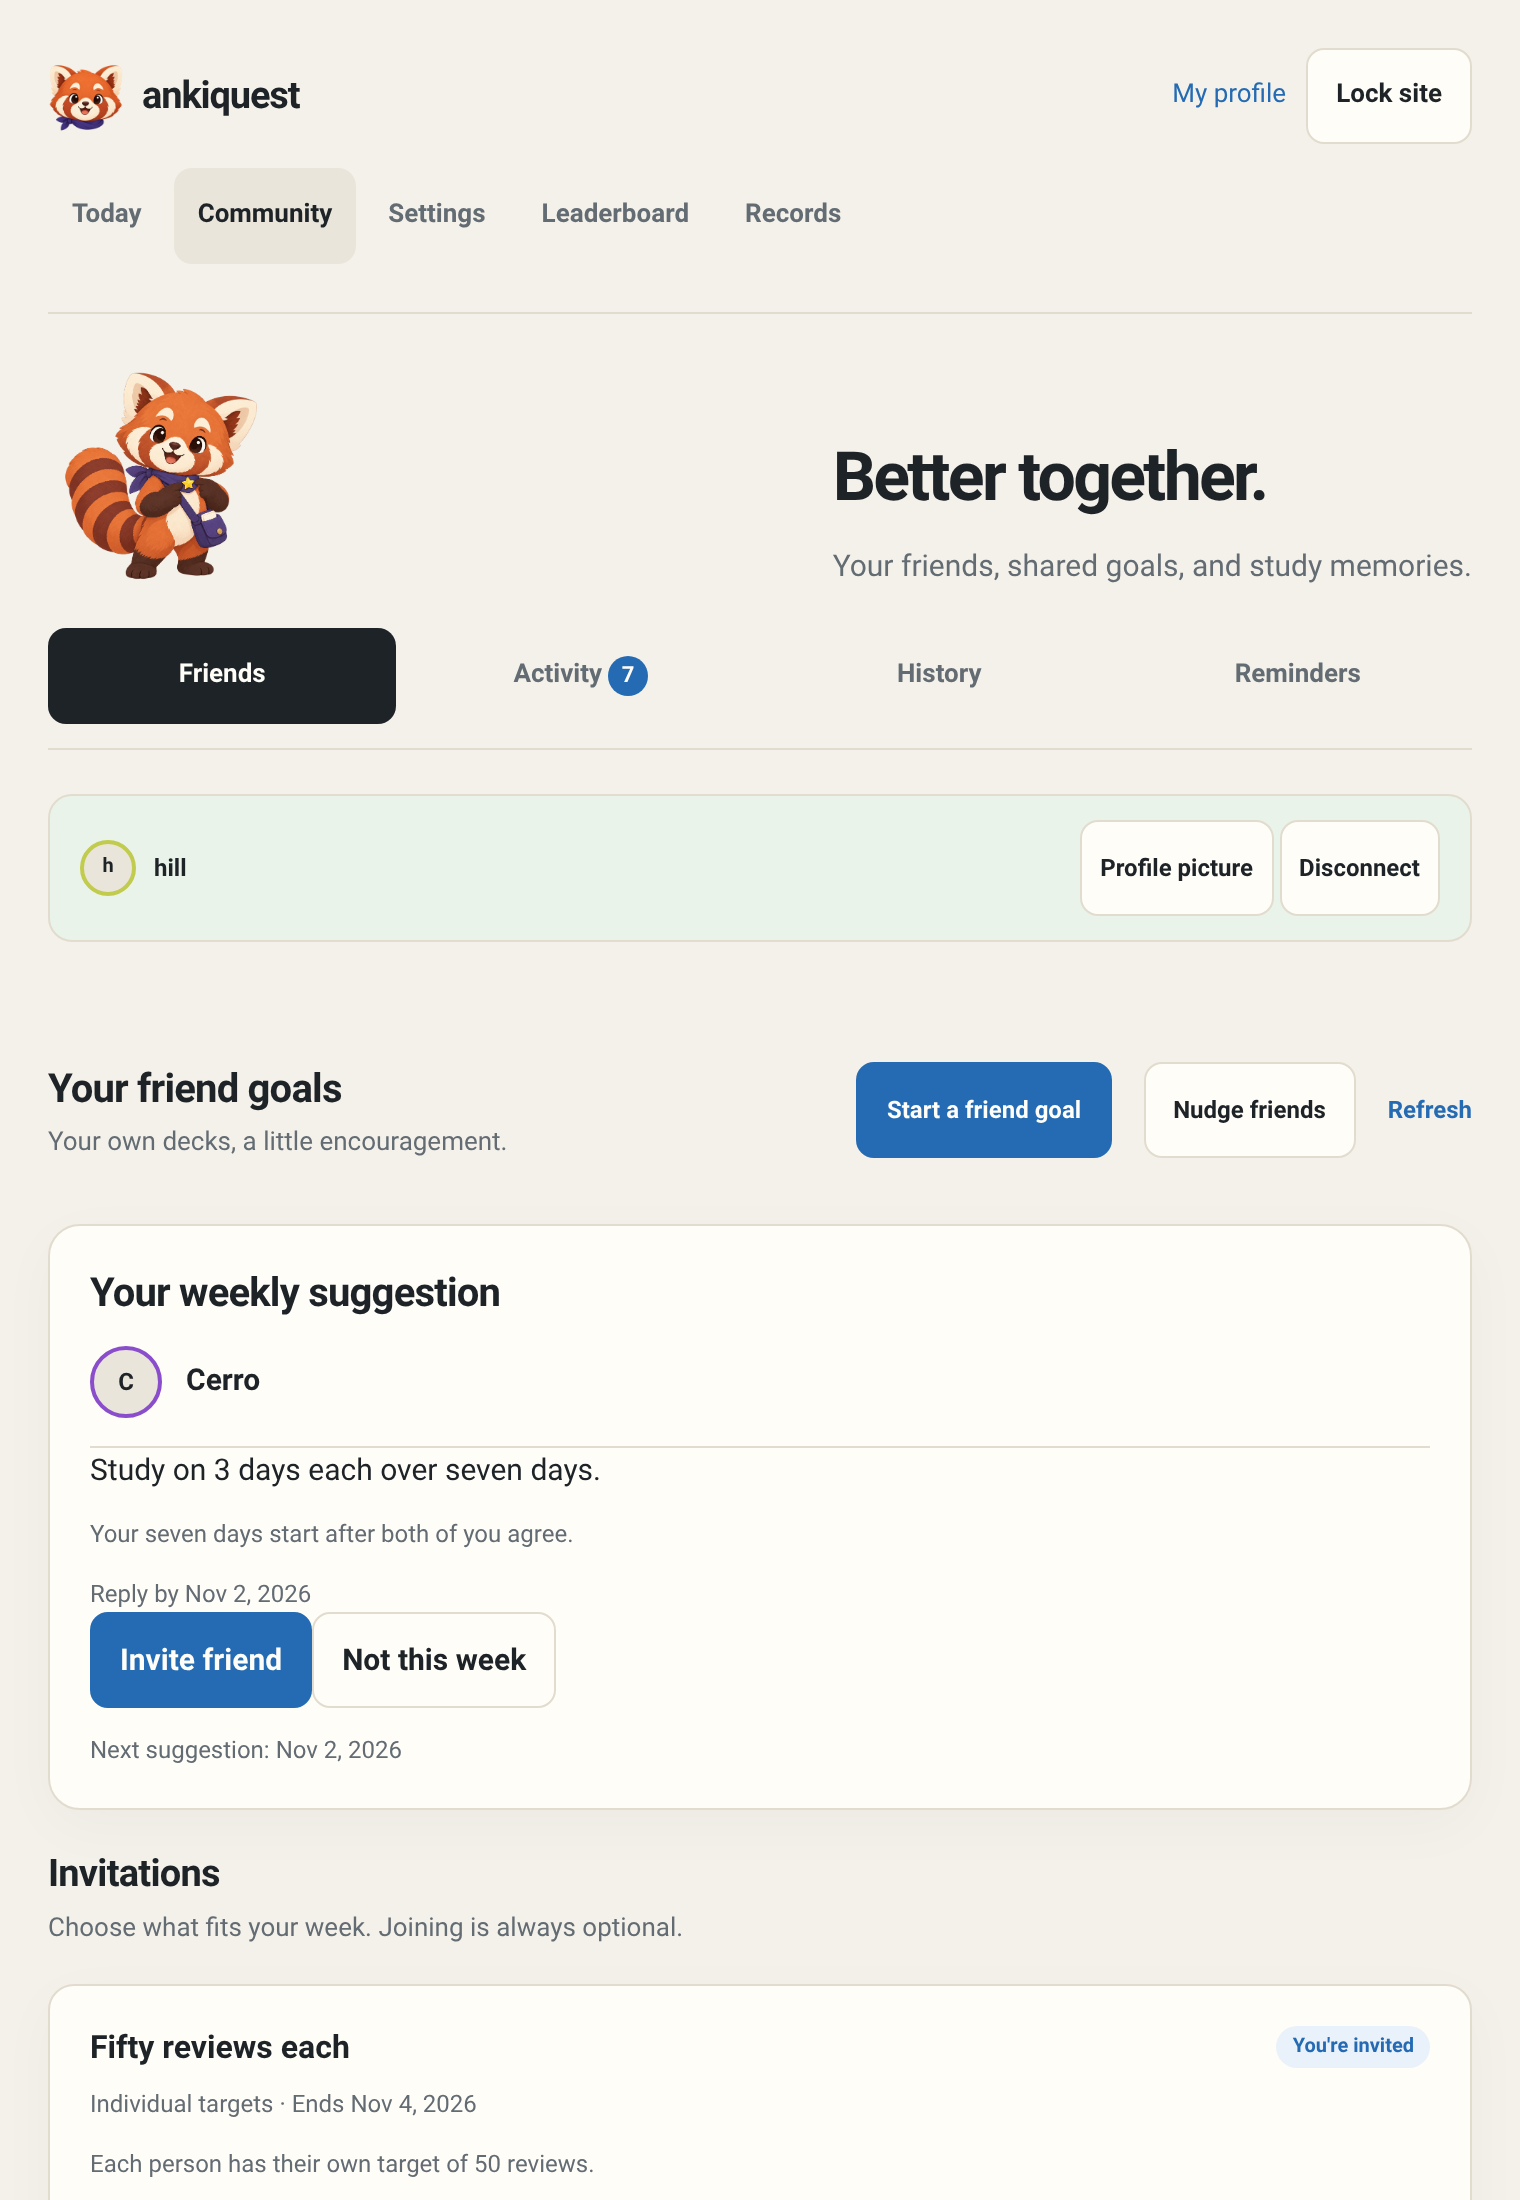 ankiquest
My profile
Lock site
Today
Community
Settings
Leaderboard
Records
Better together.
Your friends, shared goals, and study memories.
Friends
Activity 7
History
Reminders
h
hill
Profile picture
Disconnect
Your friend goals
Your own decks, a little encouragement.
Start a friend goal
Nudge friends
Refresh
Your weekly suggestion
C
Cerro
Study on 3 days each over seven days.
Your seven days start after both of you agree.
Reply by Nov 2, 2026
Invite friend
Not this week
Next suggestion: Nov 2, 2026
Invitations
Choose what fits your week. Joining is always optional.
Fifty reviews each
You're invited
Individual targets · Ends Nov 4, 2026
Each person has their own target of 50 reviews.